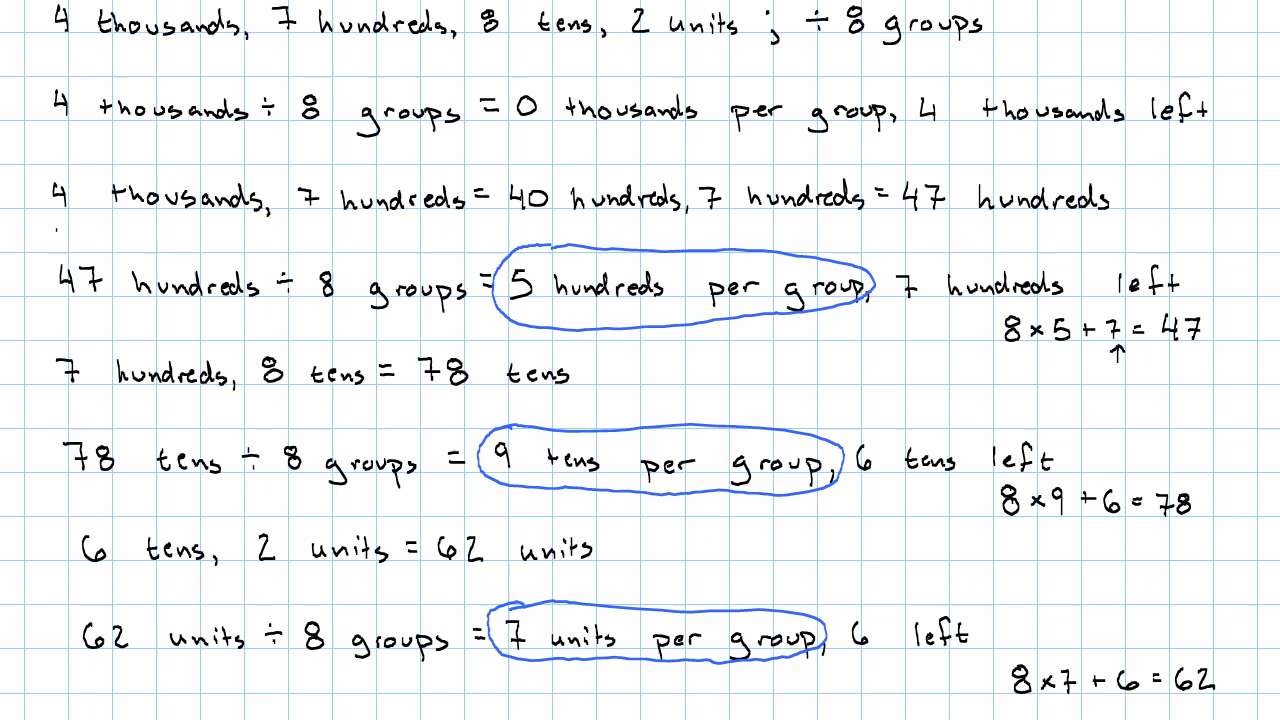 4 thousands, 7 hundreds, 8 tens, 2 units ; ÷ 8 groups
4 thousands ÷ 8 groups = 0 thousands per group, 4 thousands left
4 thousands, 7 hundreds = 40 hundreds, 7 hundreds = 47 hundreds
47 hundreds ÷ 8 groups = 5 hundreds per group, 7 hundreds left
8 × 5 + 7 = 47
↑
7 hundreds, 8 tens = 78 tens
78 tens ÷ 8 groups = 9 tens per group, 6 tens left
8 × 9 + 6 = 78
6 tens, 2 units = 62 units
62 units ÷ 8 groups = 7 units per group, 6 left
8 × 7 + 6 = 62